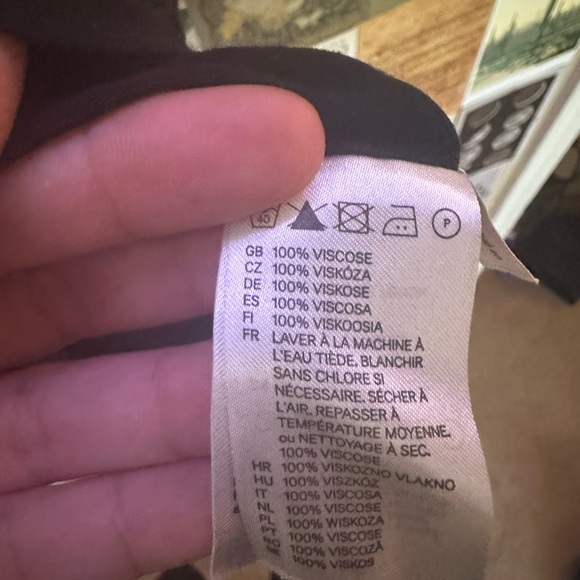 40
P
GB 100% VISCOSE
CZ 100% VISKÓZA
DE 100% VISKOSE
ES 100% VISCOSA
FI 100% VISKOOSIA
FR LAVER À LA MACHINE À
L'EAU TIÈDE. BLANCHIR
SANS CHLORE SI
NÉCESSAIRE. SÉCHER À
L'AIR. REPASSER À
TEMPÉRATURE MOYENNE.
ou NETTOYAGE À SEC.
100% VISCOSE
HR 100% VISKOZNO VLAKNO
HU 100% VISZKÓZ
IT 100% VISCOSA
NL 100% VISCOSE
PL 100% WISKOZA
PT 100% VISCOSE
100% VISCOZĂ
100% VISKOS